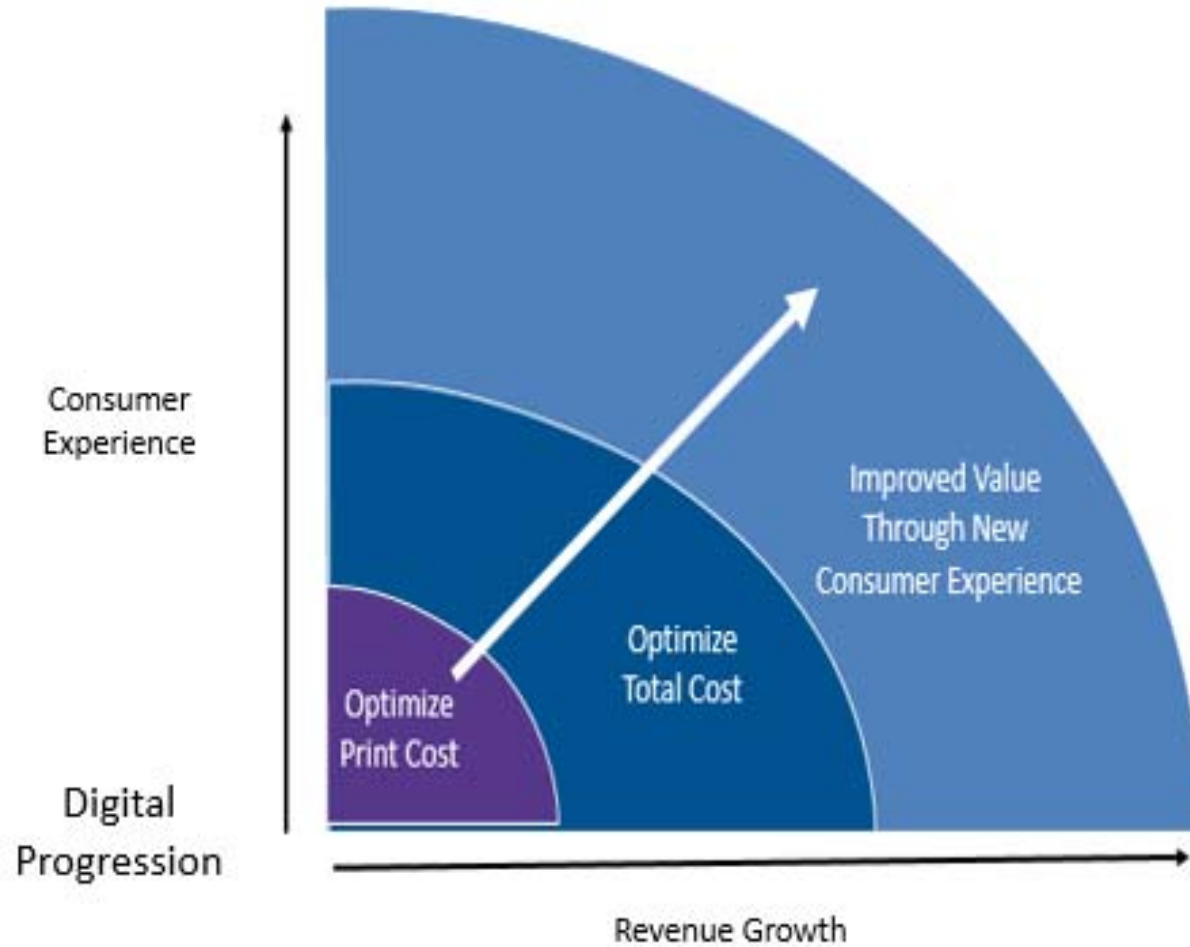 Consumer
Experience
Improved Value
Through New
Consumer Experience
Optimize
Total Cost
Optimize
Print Cost
Digital
Progression
Revenue Growth